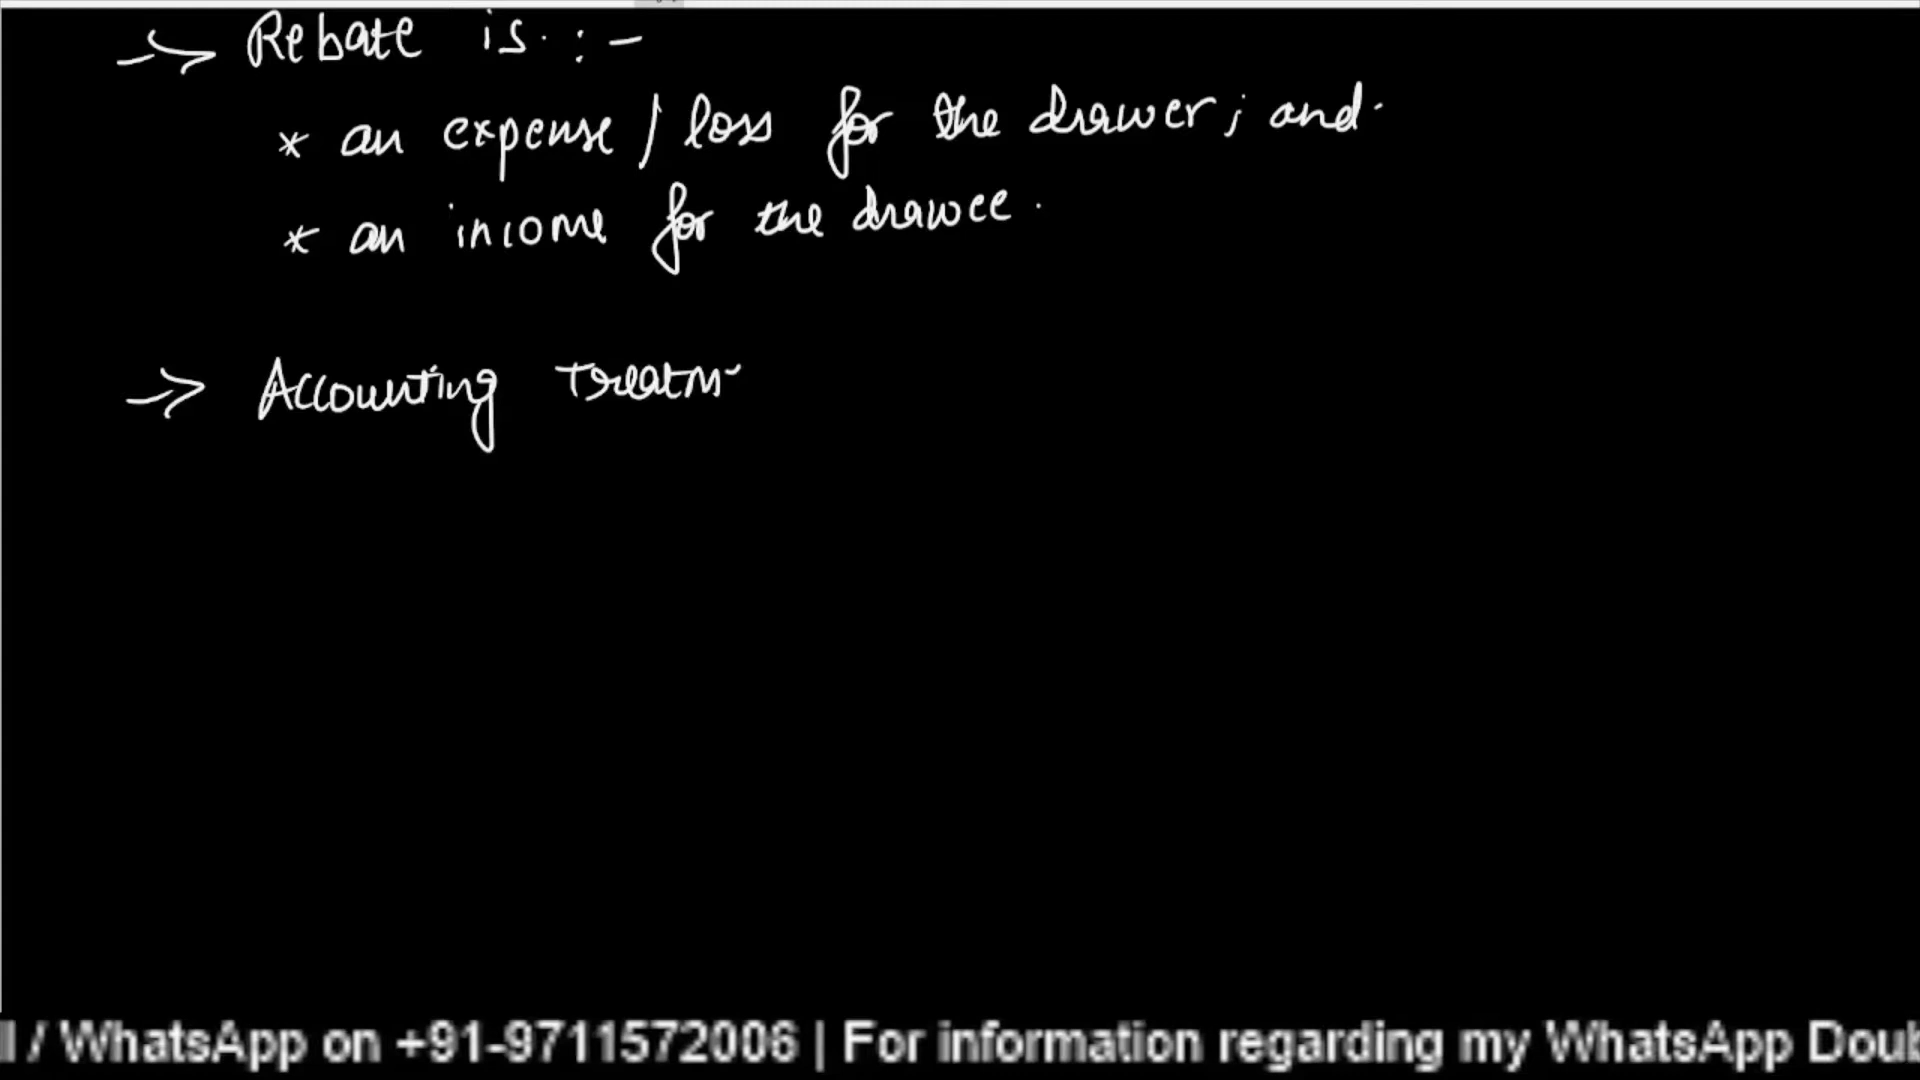 → Rebate is :-
* an expense / loss for the drawer; and
* an income for the drawee.
→ Accounting Treatm
l / WhatsApp on +91-9711572006 | For information regarding my WhatsApp Doub